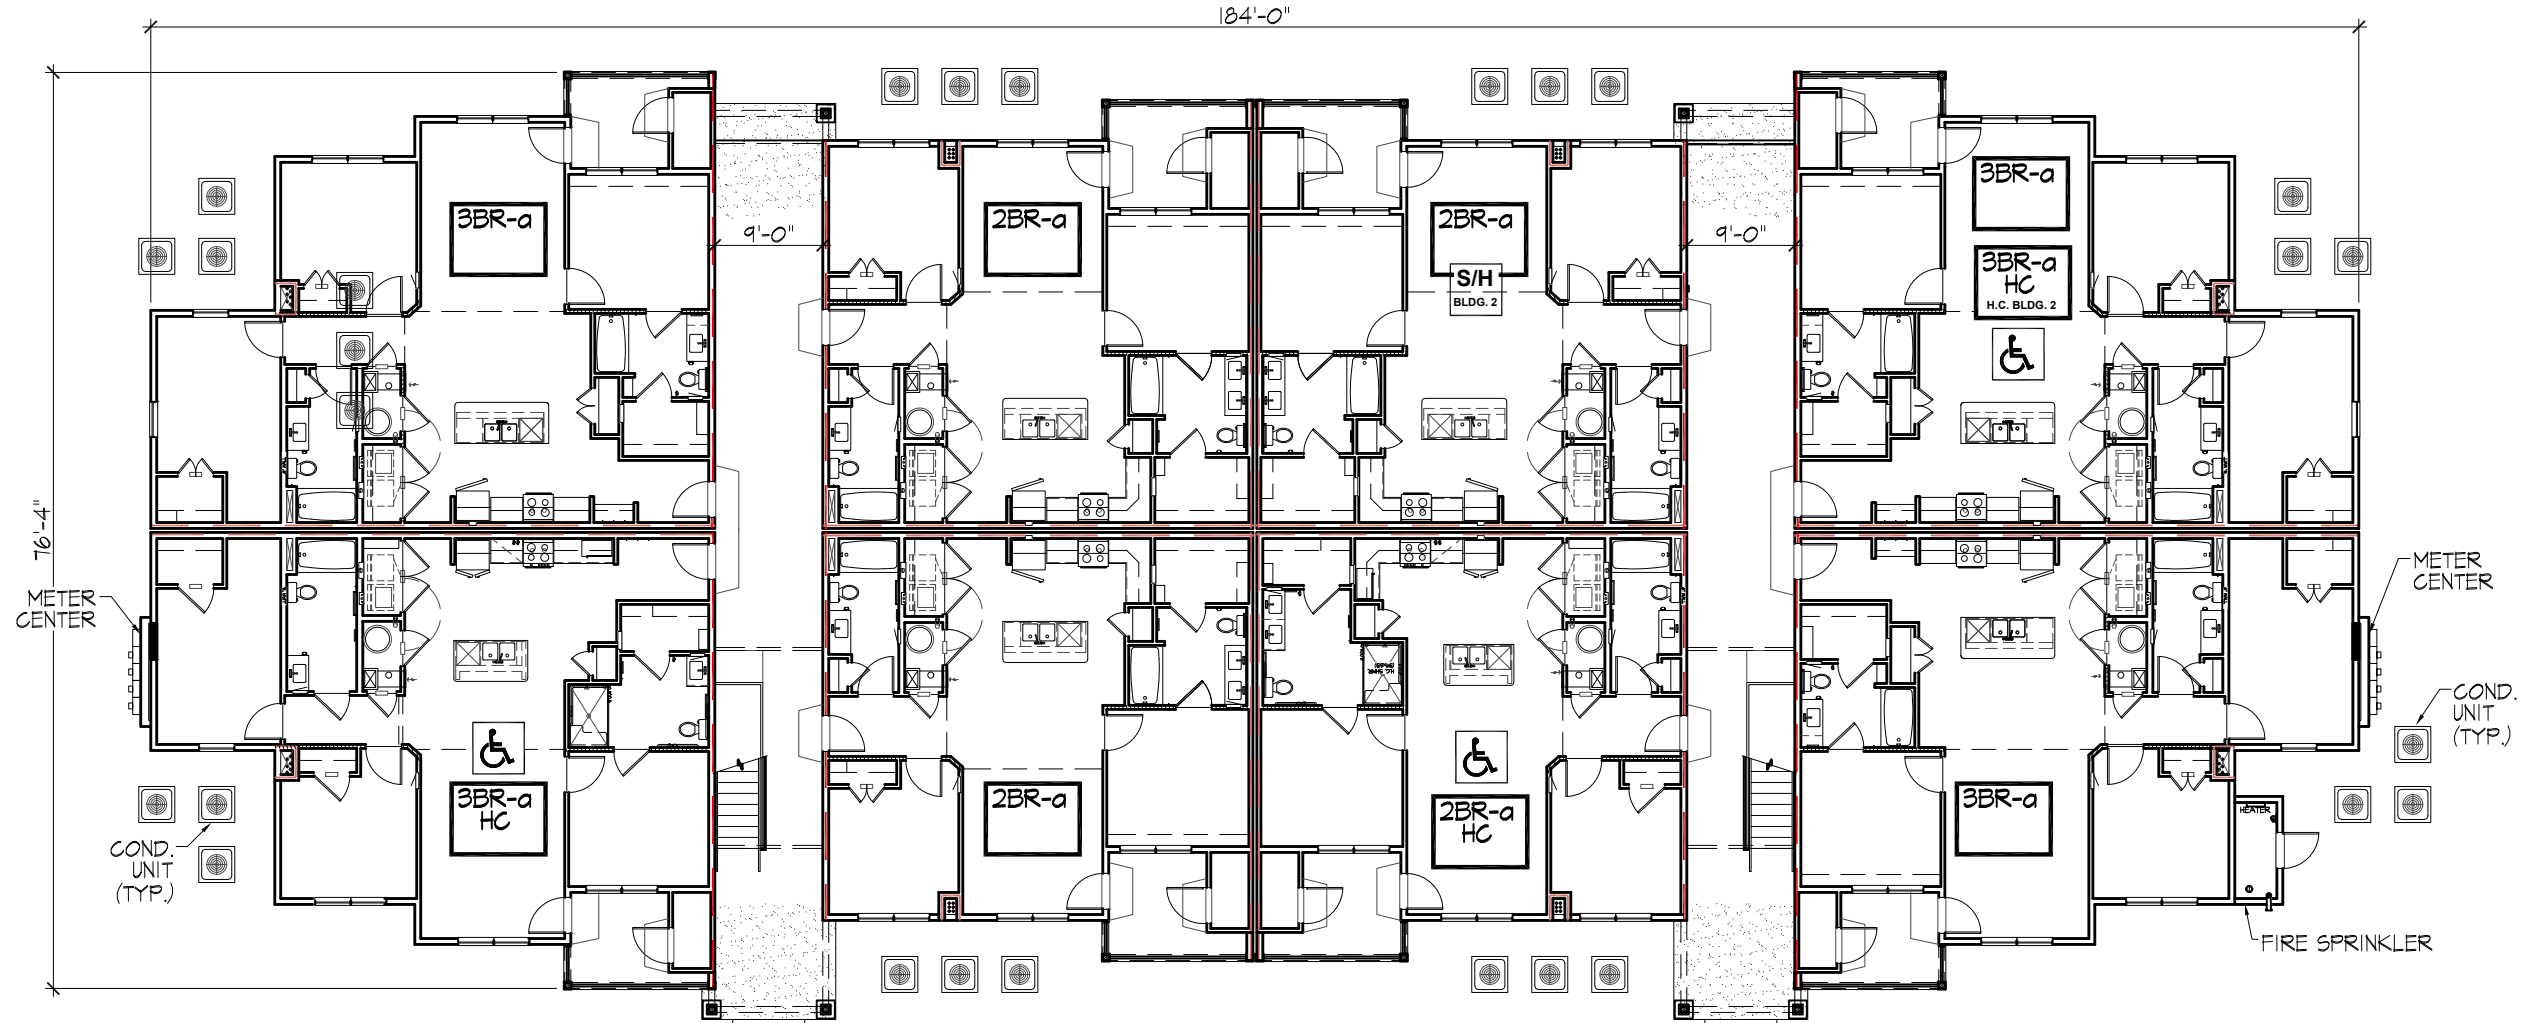 184'-0"
3BR-a
9'-0"
2BR-a
2BR-a
S/H
BLDG. 2
9'-0"
3BR-a
3BR-a
HC
H.C. BLDG. 2
76'-4"
METER
CENTER
METER
CENTER
3BR-a
HC
2BR-a
2BR-a
HC
3BR-a
COND.
UNIT
(TYP.)
COND.
UNIT
(TYP.)
HEATER
FIRE SPRINKLER